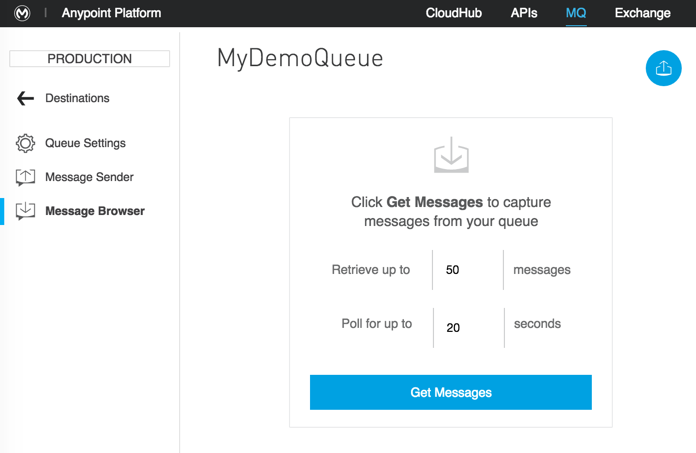 Anypoint Platform
CloudHub APIs MQ Exchange
PRODUCTION
Destinations
Queue Settings
Message Sender
Message Browser
MyDemoQueue
Click Get Messages to capture
messages from your queue
Retrieve up to 50 messages
Poll for up to 20 seconds
Get Messages